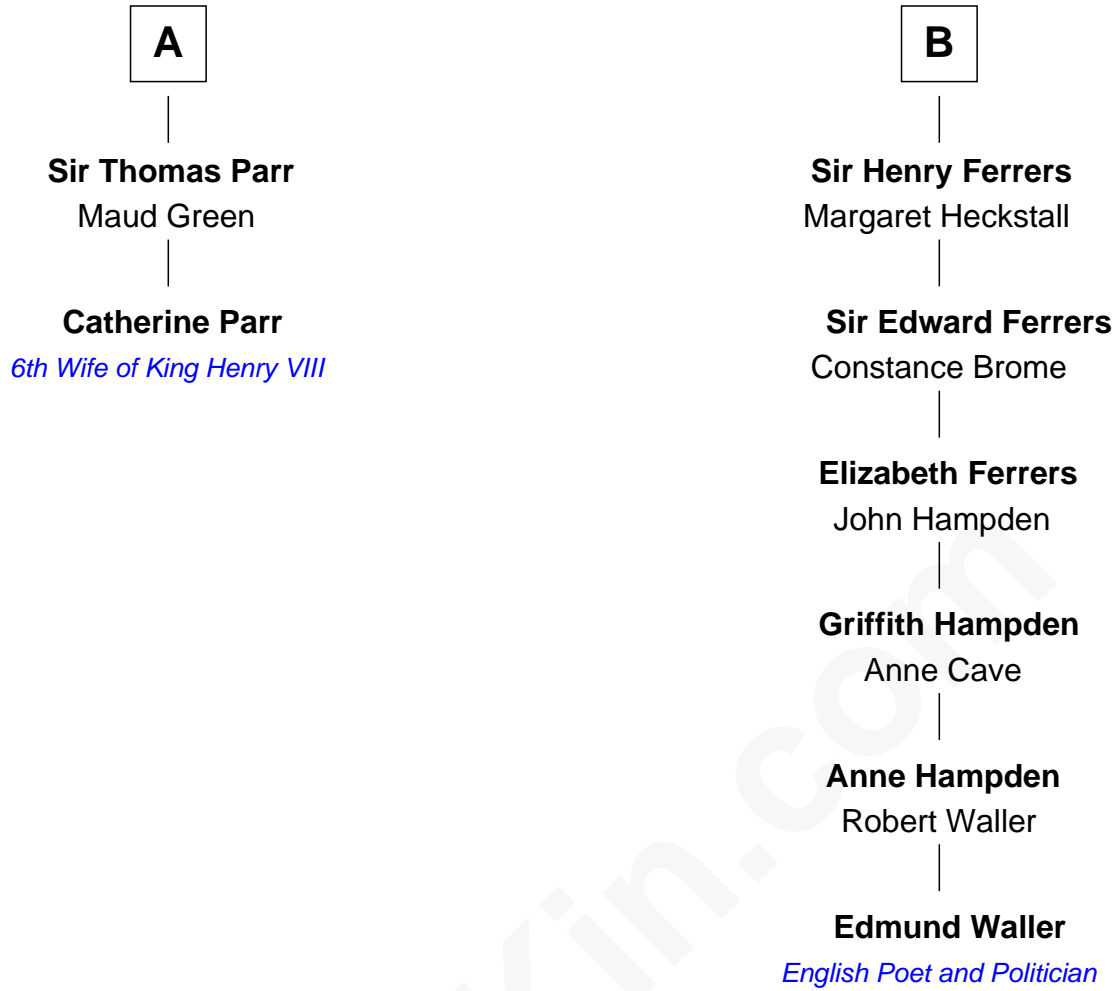 A
Sir Thomas Parr
Maud Green
Catherine Parr
6th Wife of King Henry VIII
B
Sir Henry Ferrers
Margaret Heckstall
Sir Edward Ferrers
Constance Brome
Elizabeth Ferrers
John Hampden
Griffith Hampden
Anne Cave
Anne Hampden
Robert Waller
Edmund Waller
English Poet and Politician
Kin.com